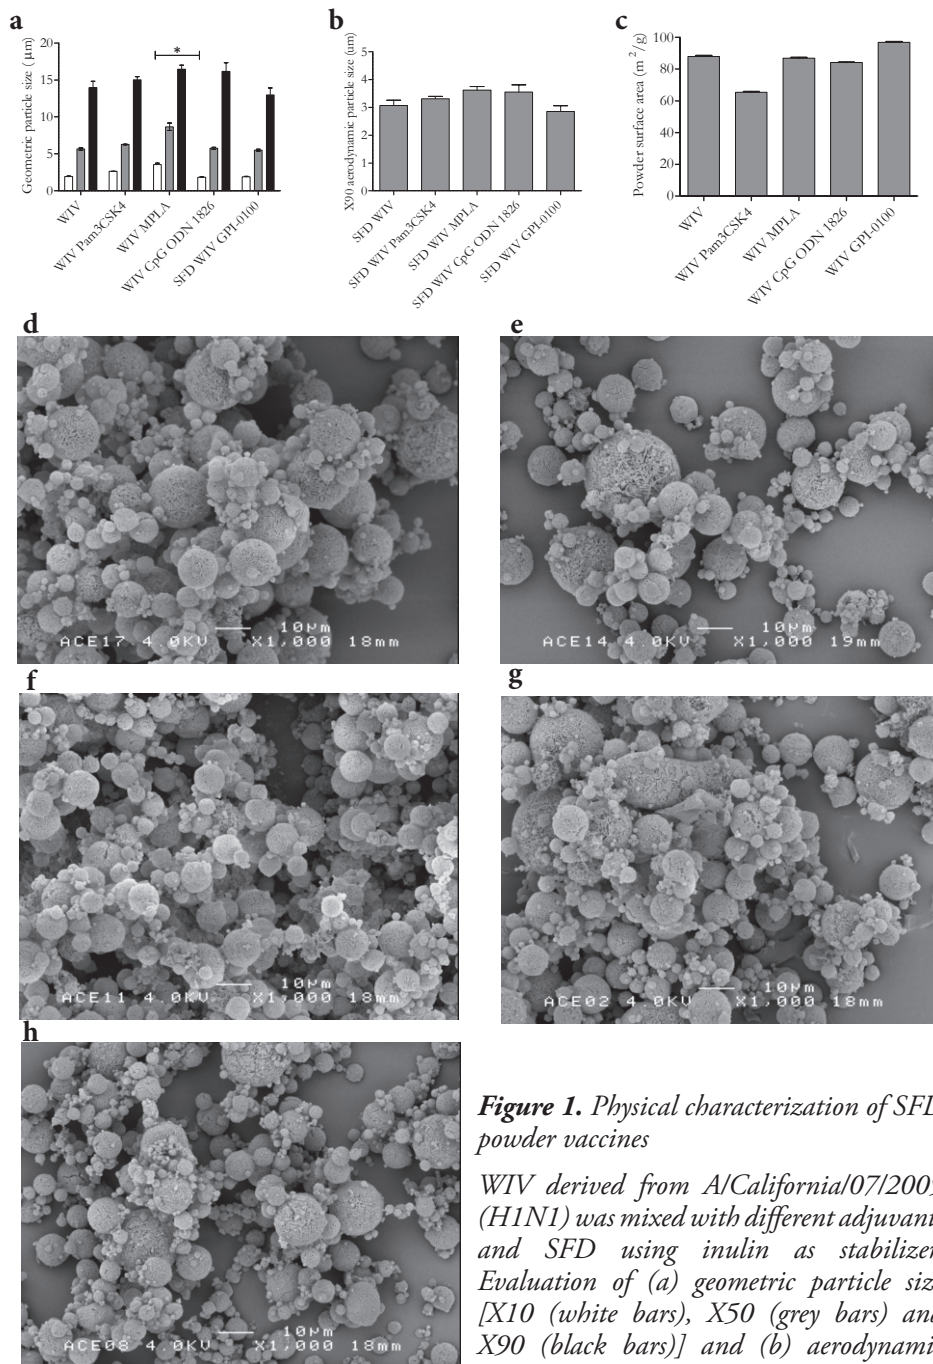 a
b
c
Geometric particle size (μm)
20
15
10
5
0
*
WIV
WIV Pam3CSK4
WIV MPLA
WIV CpG ODN 1826
SFD WIV GPI-0100
X90 aerodynamic particle size (um)
5
4
3
2
1
0
SFD WIV
SFD WIV Pam3CSK4
SFD WIV MPLA
SFD WIV CpG ODN 1826
SFD WIV GPI-0100
Powder surface area (m²/g)
100
80
60
40
20
0
WIV
WIV Pam3CSK4
WIV MPLA
WIV CpG ODN 1826
WIV GPI-0100
d
ACE17 4.0KV X1,000 10μm 18mm
e
ACE14 4.0KV X1,000 10μm 19mm
f
ACE11 4.0KV X1,000 10μm 18mm
g
ACE02 4.0KV X1,000 10μm 18mm
h
ACE08 4.0KV X1,000 10μm 18mm
Figure 1. Physical characterization of SFD
powder vaccines
WIV derived from A/California/07/2009
(H1N1) was mixed with different adjuvant
and SFD using inulin as stabilizer
Evaluation of (a) geometric particle siz
[X10 (white bars), X50 (grey bars) and
X90 (black bars)] and (b) aerodynami